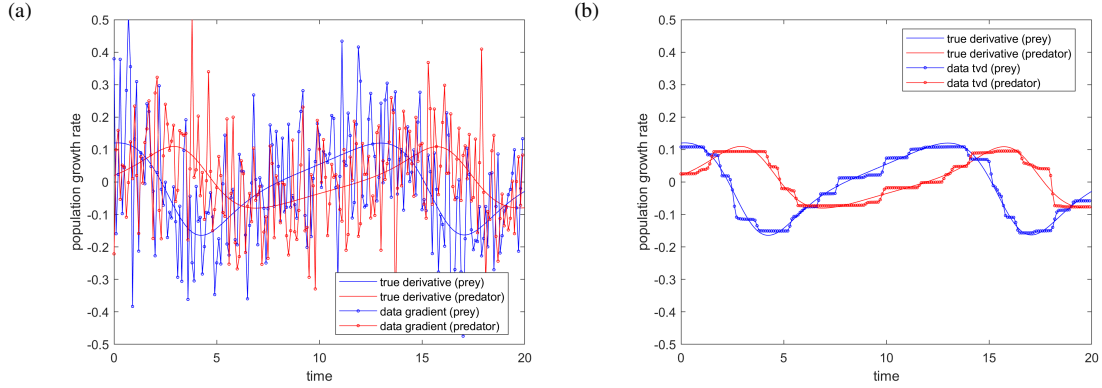 (a)
0.5
0.4
0.3
0.2
0.1
0
-0.1
-0.2
-0.3
-0.4
-0.5
population growth rate
0 5 10 15 20
time
true derivative (prey)
true derivative (predator)
data gradient (prey)
data gradient (predator)
(b)
0.5
0.4
0.3
0.2
0.1
0
-0.1
-0.2
-0.3
-0.4
-0.5
population growth rate
0 5 10 15 20
time
true derivative (prey)
true derivative (predator)
data tvd (prey)
data tvd (predator)